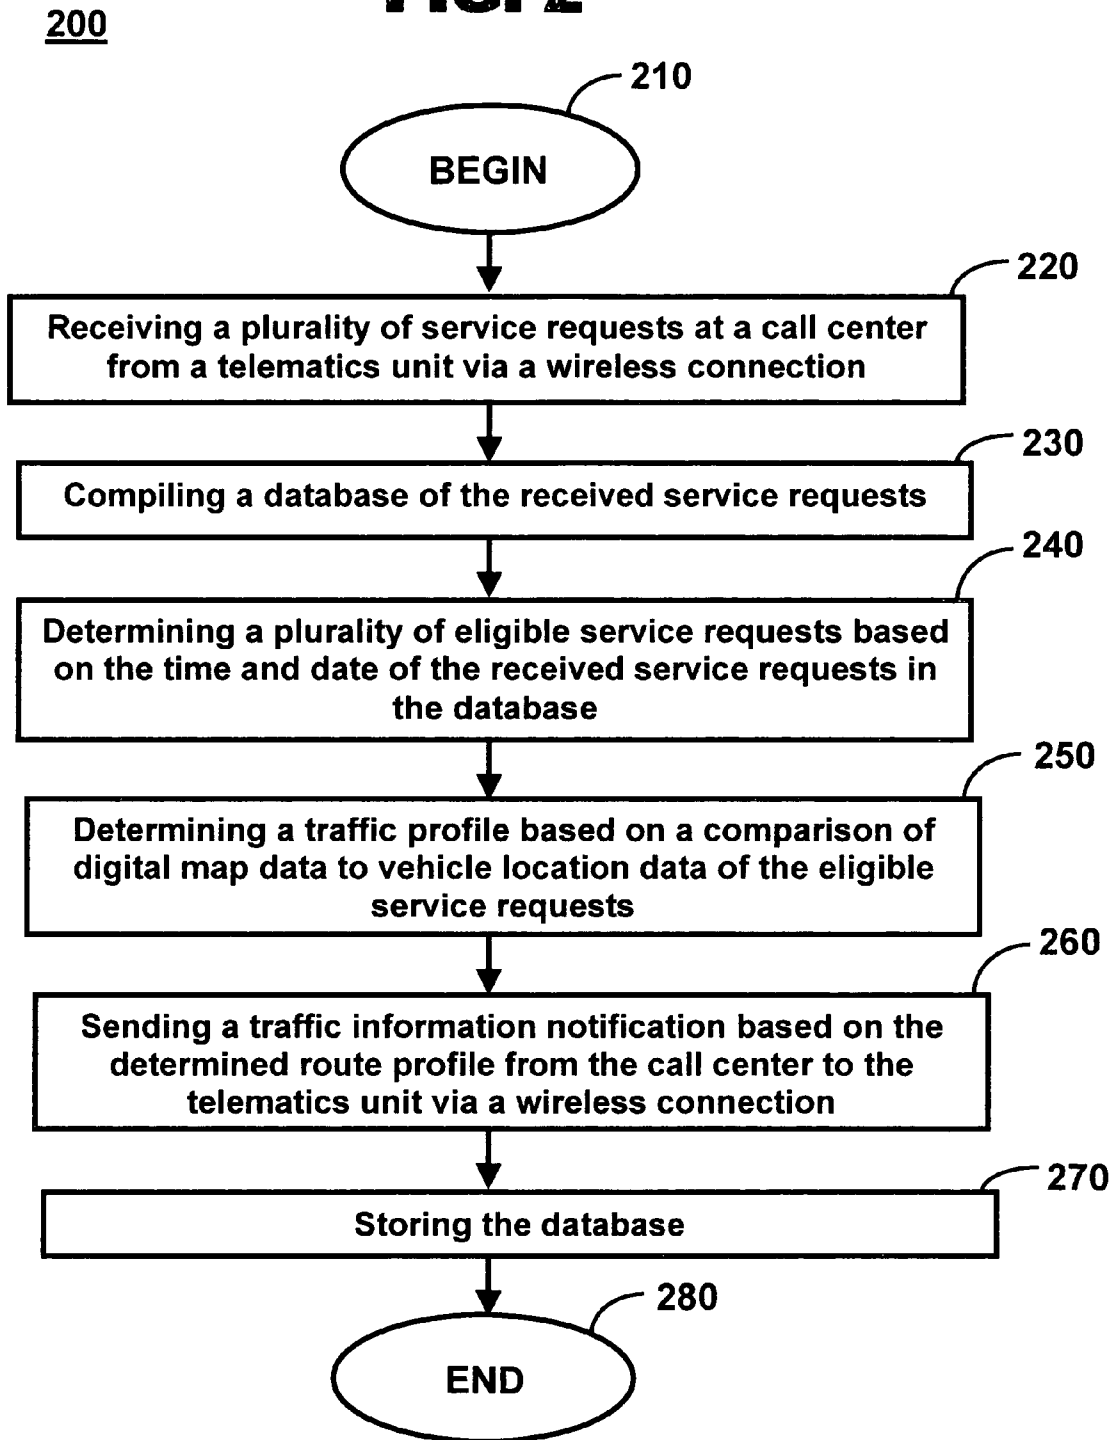 200
210
BEGIN
220
Receiving a plurality of service requests at a call center
from a telematics unit via a wireless connection
230
Compiling a database of the received service requests
240
Determining a plurality of eligible service requests based
on the time and date of the received service requests in
the database
250
Determining a traffic profile based on a comparison of
digital map data to vehicle location data of the eligible
service requests
260
Sending a traffic information notification based on the
determined route profile from the call center to the
telematics unit via a wireless connection
270
Storing the database
280
END